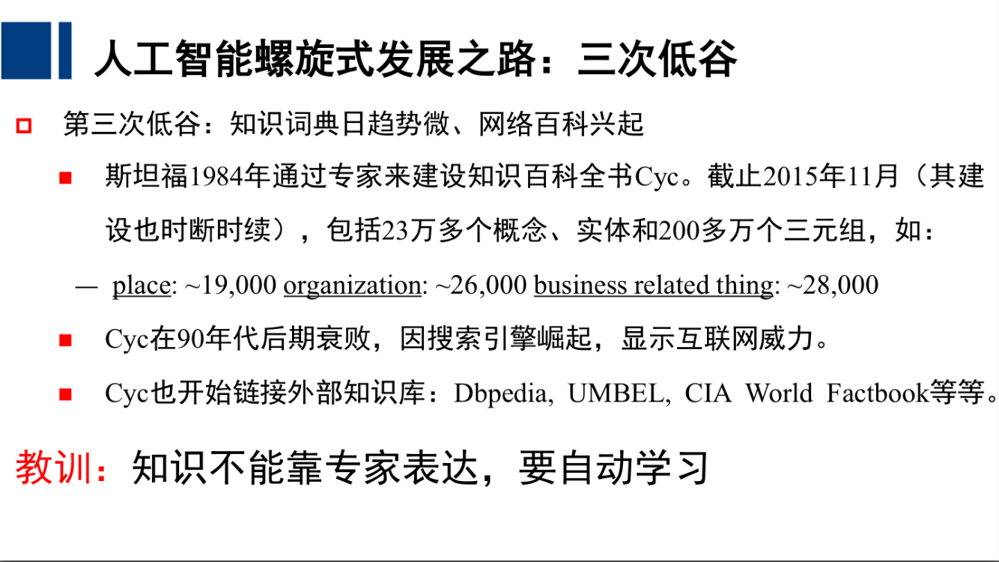 人工智能螺旋式发展之路：三次低谷
第三次低谷：知识词典日趋势微、网络百科兴起
斯坦福1984年通过专家来建设知识百科全书Cyc。截止2015年11月（其建
设也时断时续），包括23万多个概念、实体和200多万个三元组，如：
— place: ~19,000 organization: ~26,000 business related thing: ~28,000
Cyc在90年代后期衰败，因搜索引擎崛起，显示互联网威力。
Cyc也开始链接外部知识库：Dbpedia, UMBEL, CIA World Factbook等等。
教训：知识不能靠专家表达，要自动学习